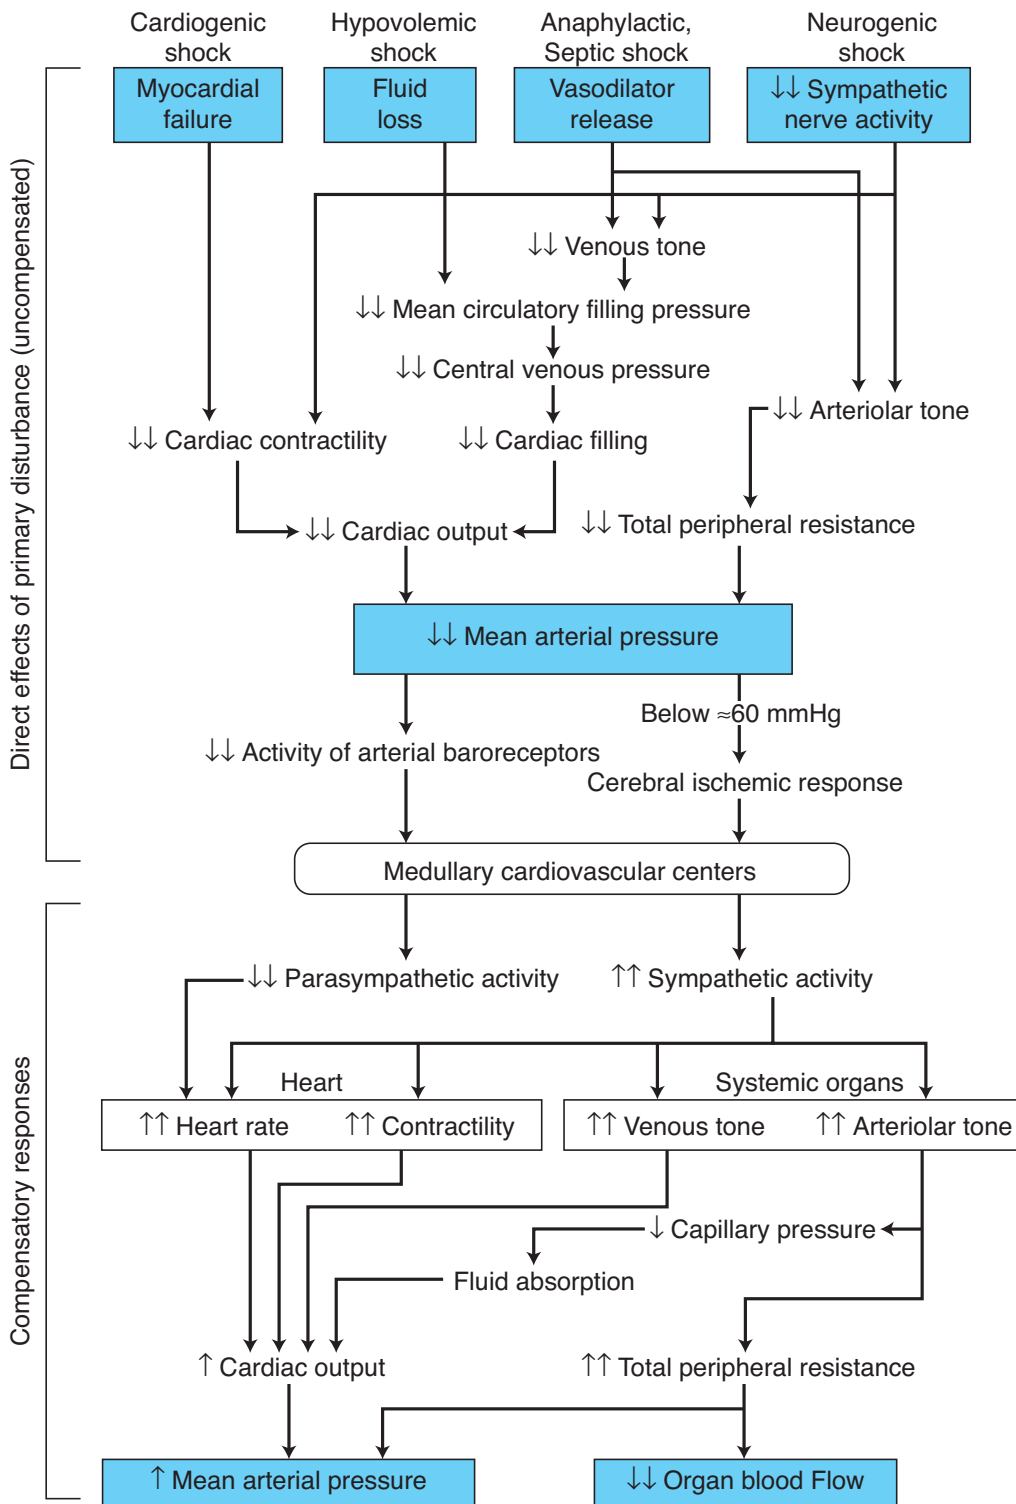 Cardiogenic
shock
Hypovolemic
shock
Anaphylactic,
Septic shock
Neurogenic
shock
Myocardial
failure
Fluid
loss
Vasodilator
release
↓↓ Sympathetic
nerve activity
Direct effects of primary disturbance (uncompensated)
↓↓ Venous tone
↓↓ Mean circulatory filling pressure
↓↓ Central venous pressure
↓↓ Arteriolar tone
↓↓ Cardiac contractility
↓↓ Cardiac filling
↓↓ Cardiac output
↓↓ Total peripheral resistance
↓↓ Mean arterial pressure
Below ≈60 mmHg
↓↓ Activity of arterial baroreceptors
Cerebral ischemic response
Medullary cardiovascular centers
Compensatory responses
↓↓ Parasympathetic activity
↑↑ Sympathetic activity
Heart
Systemic organs
↑↑ Heart rate
↑↑ Contractility
↑↑ Venous tone
↑↑ Arteriolar tone
↓ Capillary pressure
Fluid absorption
↑ Cardiac output
↑↑ Total peripheral resistance
↑ Mean arterial pressure
↓↓ Organ blood Flow